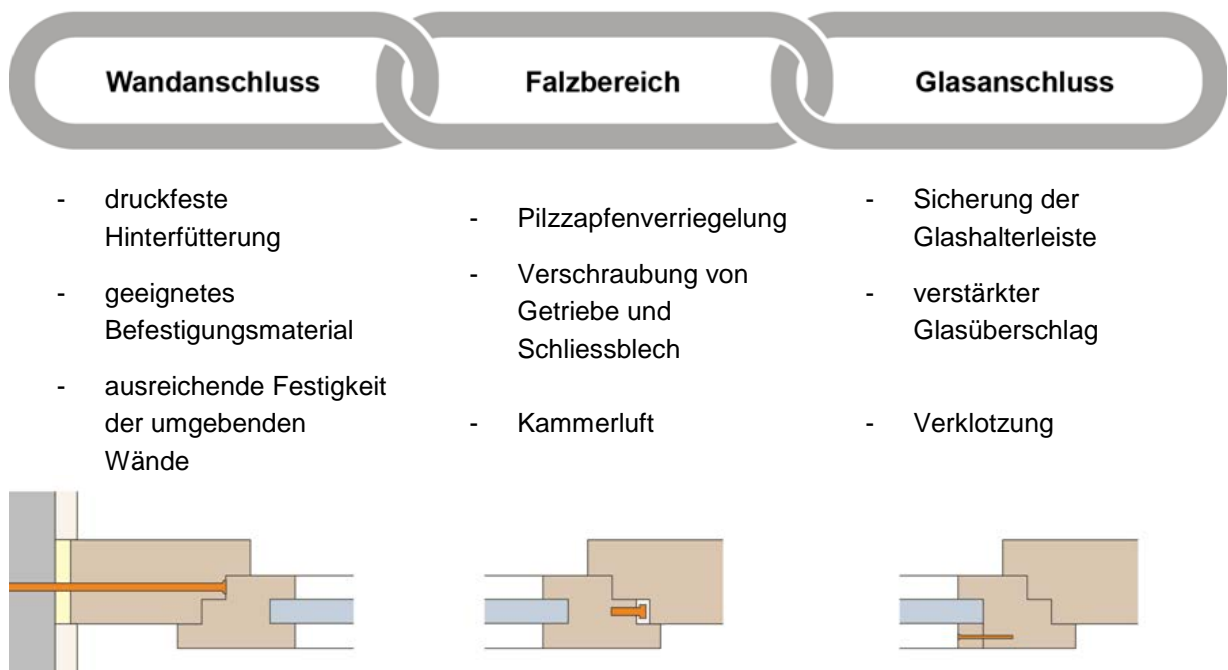 Wandanschluss
Falzbereich
Glasanschluss
- druckfeste
Hinterfütterung
- geeignetes
Befestigungsmaterial
- ausreichende Festigkeit
der umgebenden
Wände
- Pilzzapfenverriegelung
- Verschraubung von
Getriebe und
Schliessblech
- Kammerluft
- Sicherung der
Glashalterleiste
- verstärkter
Glasüberschlag
- Verklotzung